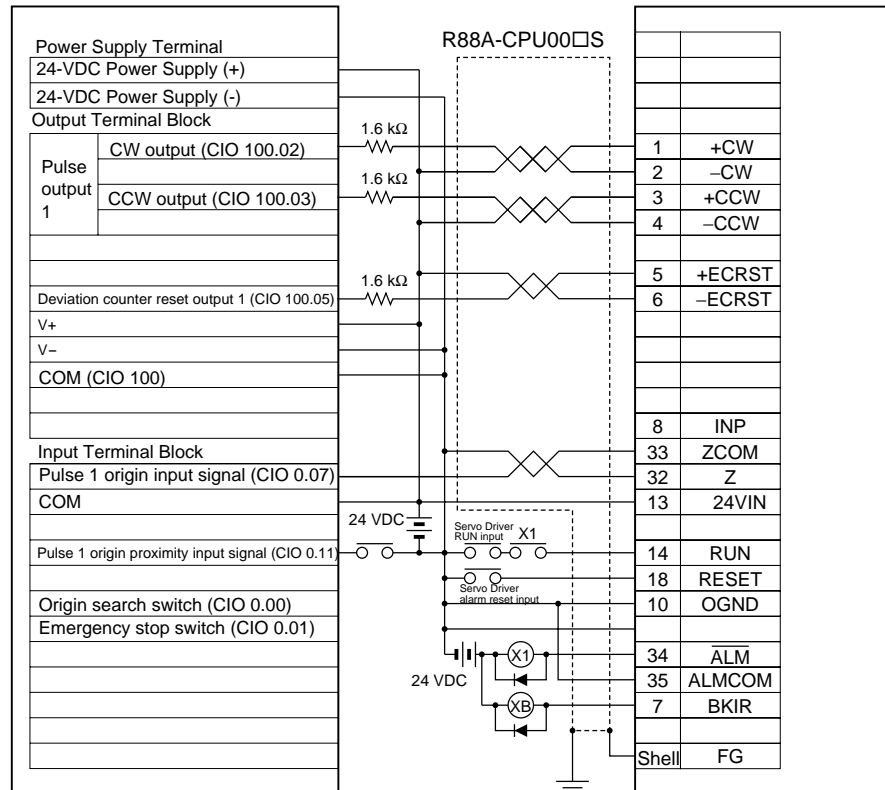 R88A-CPU00□S
Power Supply Terminal
24-VDC Power Supply (+)
24-VDC Power Supply (-)
Output Terminal Block
Pulse output 1
CW output (CIO 100.02)
CCW output (CIO 100.03)
Deviation counter reset output 1 (CIO 100.05)
V+
V−
COM (CIO 100)
Input Terminal Block
Pulse 1 origin input signal (CIO 0.07)
COM
Pulse 1 origin proximity input signal (CIO 0.11)
Origin search switch (CIO 0.00)
Emergency stop switch (CIO 0.01)
1.6 kΩ
1.6 kΩ
1.6 kΩ
24 VDC
Servo Driver
RUN input
X1
Servo Driver
alarm reset input
24 VDC
X1
XB
1 +CW
2 −CW
3 +CCW
4 −CCW
5 +ECRST
6 −ECRST
8 INP
33 ZCOM
32 Z
13 24VIN
14 RUN
18 RESET
10 OGND
34 A̅L̅M̅
35 ALMCOM
7 BKIR
Shell FG